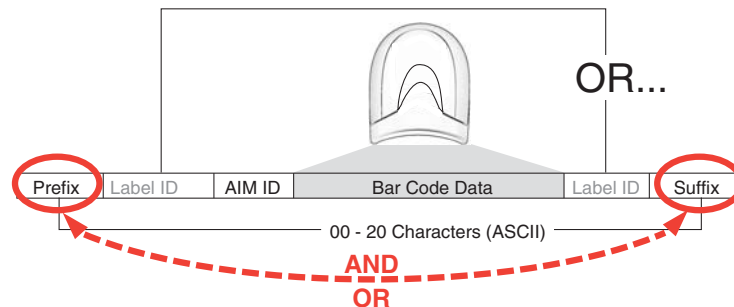 OR...
Prefix Label ID AIM ID Bar Code Data Label ID Suffix
00 - 20 Characters (ASCII)
AND
OR